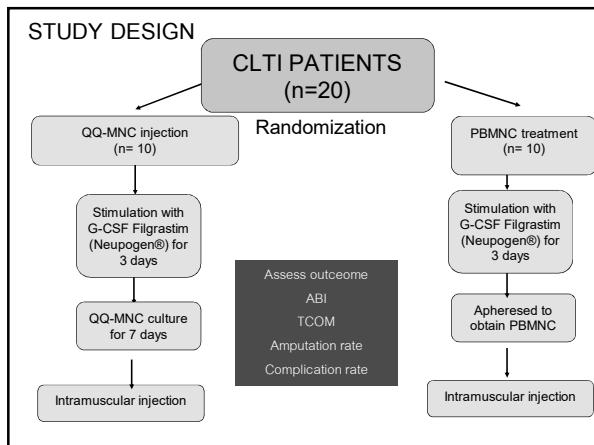 STUDY DESIGN
CLTI PATIENTS
(n=20)
Randomization
QQ-MNC injection
(n= 10)
Stimulation with
G-CSF Filgrastim
(Neupogen®) for
3 days
QQ-MNC culture
for 7 days
Intramuscular injection
Assess outcome
ABI
TCOM
Amputation rate
Complication rate
PBMNC treatment
(n= 10)
Stimulation with
G-CSF Filgrastim
(Neupogen®) for
3 days
Apheresed to
obtain PBMNC
Intramuscular injection